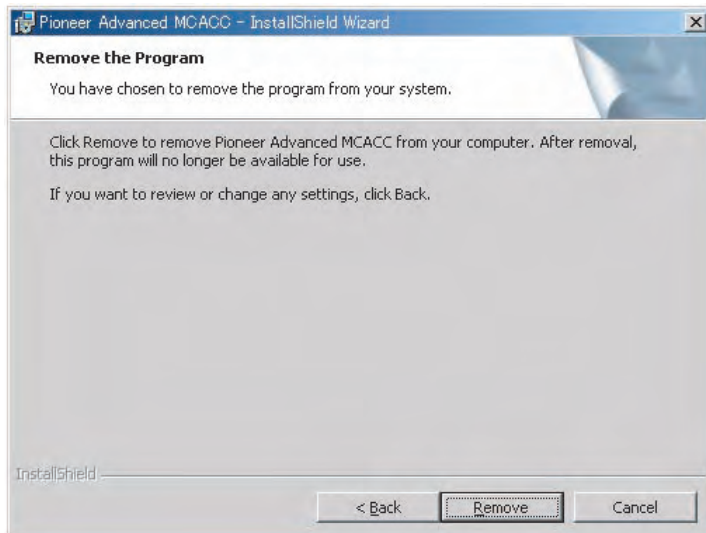 Pioneer Advanced MCACC - InstallShield Wizard
Remove the Program
You have chosen to remove the program from your system.
Click Remove to remove Pioneer Advanced MCACC from your computer. After removal,
this program will no longer be available for use.
If you want to review or change any settings, click Back.
InstallShield
< Back
Remove
Cancel